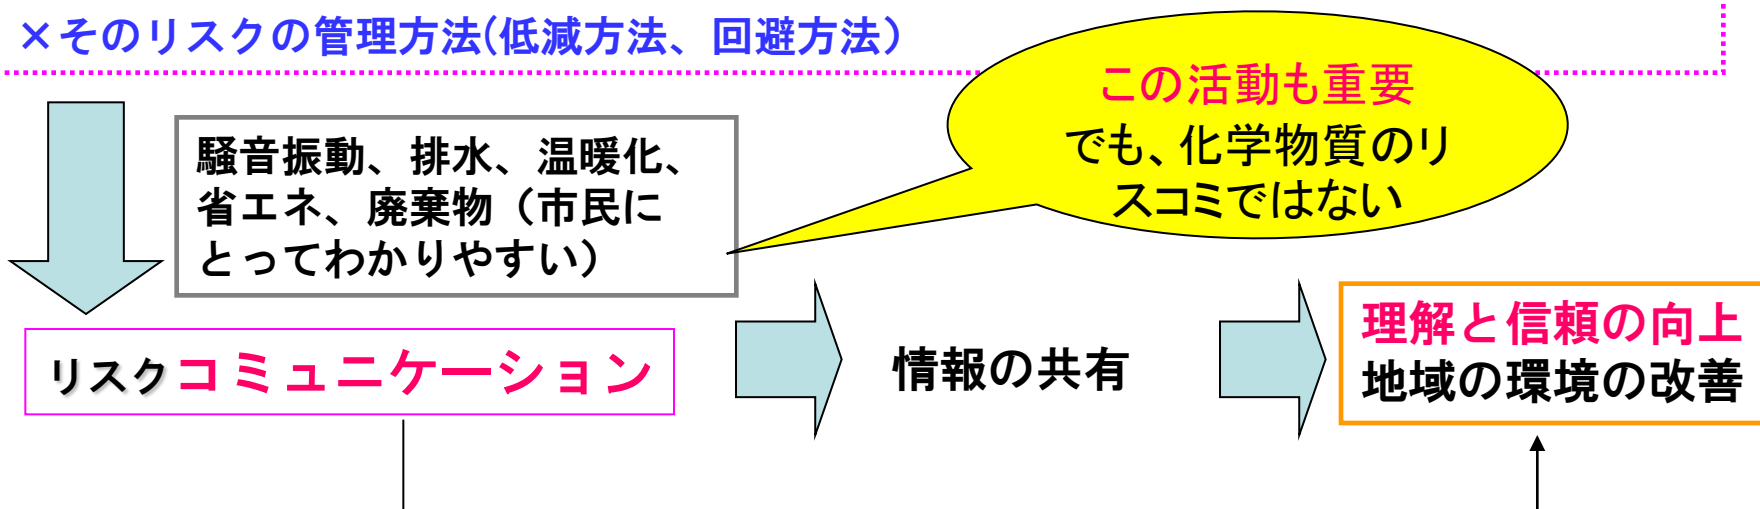 ×そのリスクの管理方法(低減方法、回避方法）
この活動も重要
でも、化学物質のリ
スコミではない
騒音振動、排水、温暖化、
省エネ、廃棄物（市民に
とってわかりやすい）
リスクコミュニケーション
情報の共有
理解と信頼の向上
地域の環境の改善